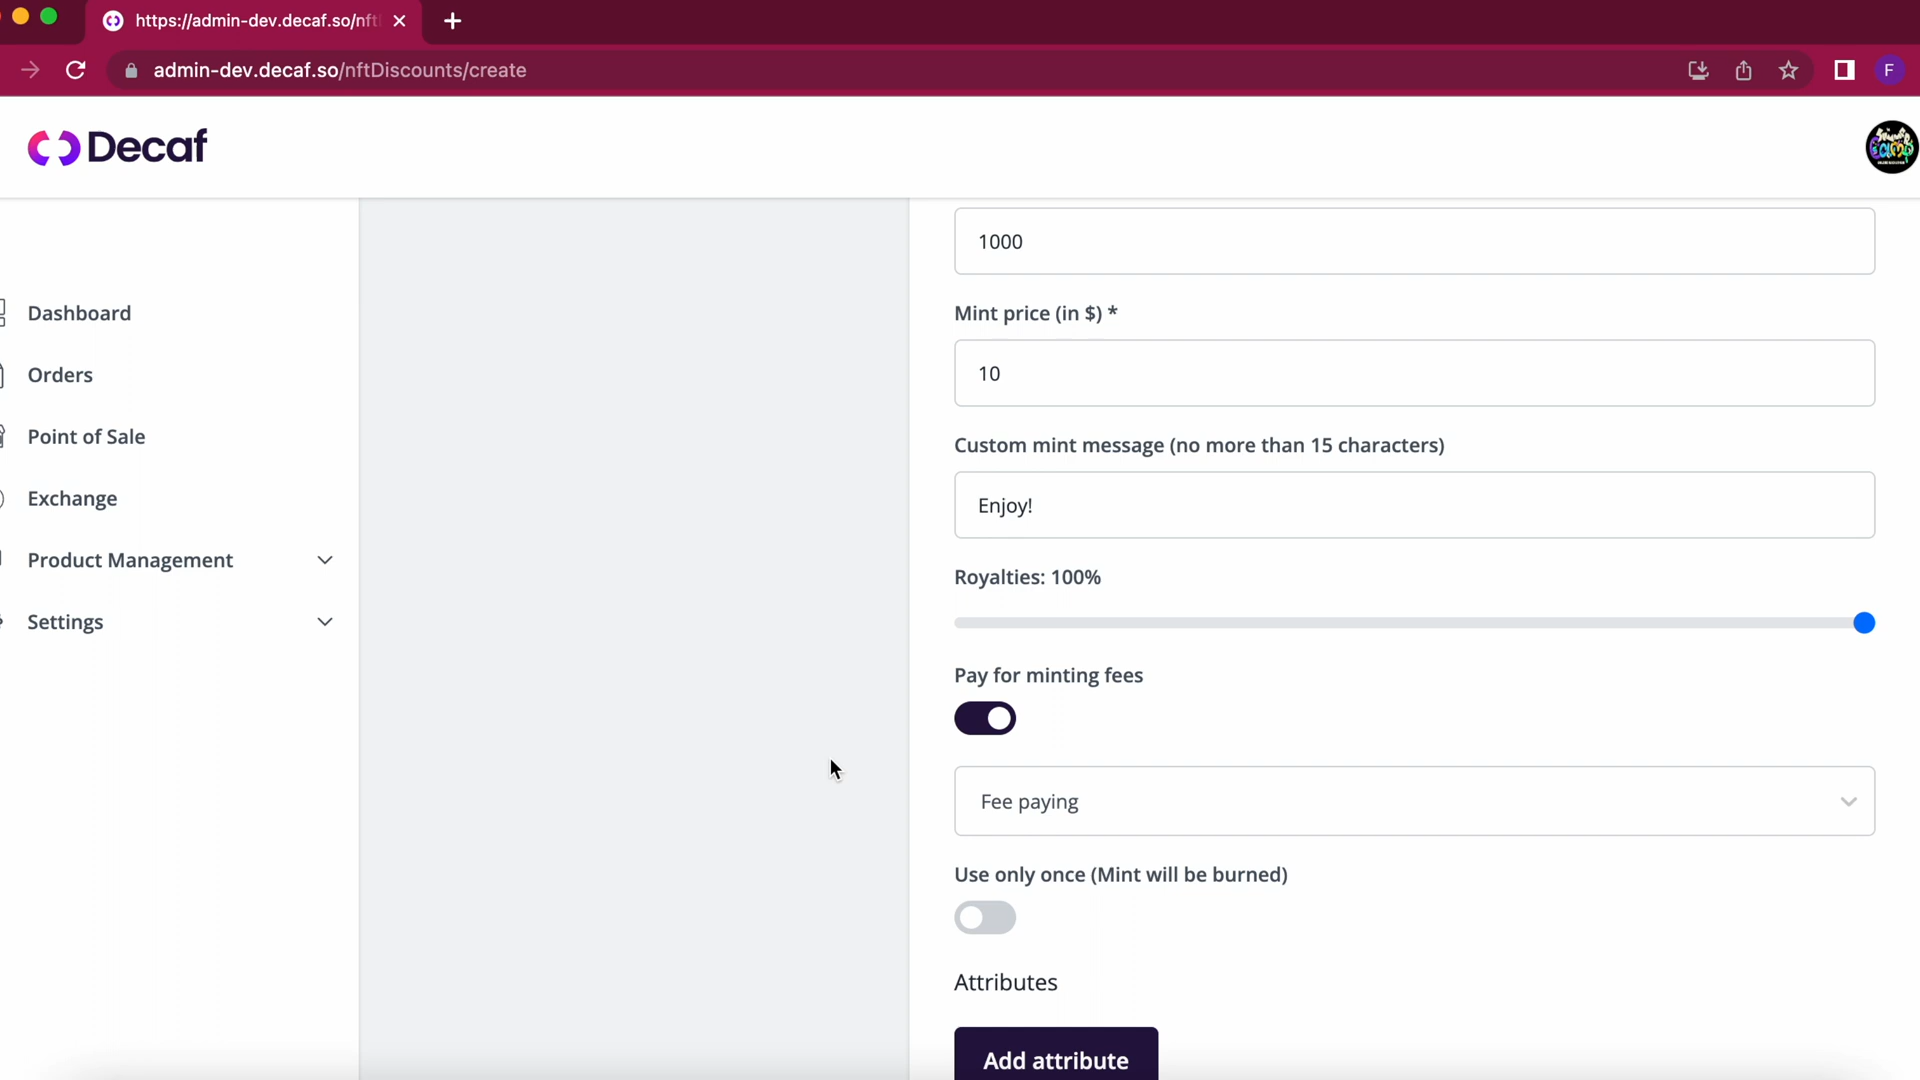 https://admin-dev.decaf.so/nft
admin-dev.decaf.so/nftDiscounts/create
F
Decaf
Dashboard
Orders
Point of Sale
Exchange
Product Management
Settings
1000
Mint price (in $) *
10
Custom mint message (no more than 15 characters)
Enjoy!
Royalties: 100%
Pay for minting fees
Fee paying
Use only once (Mint will be burned)
Attributes
Add attribute